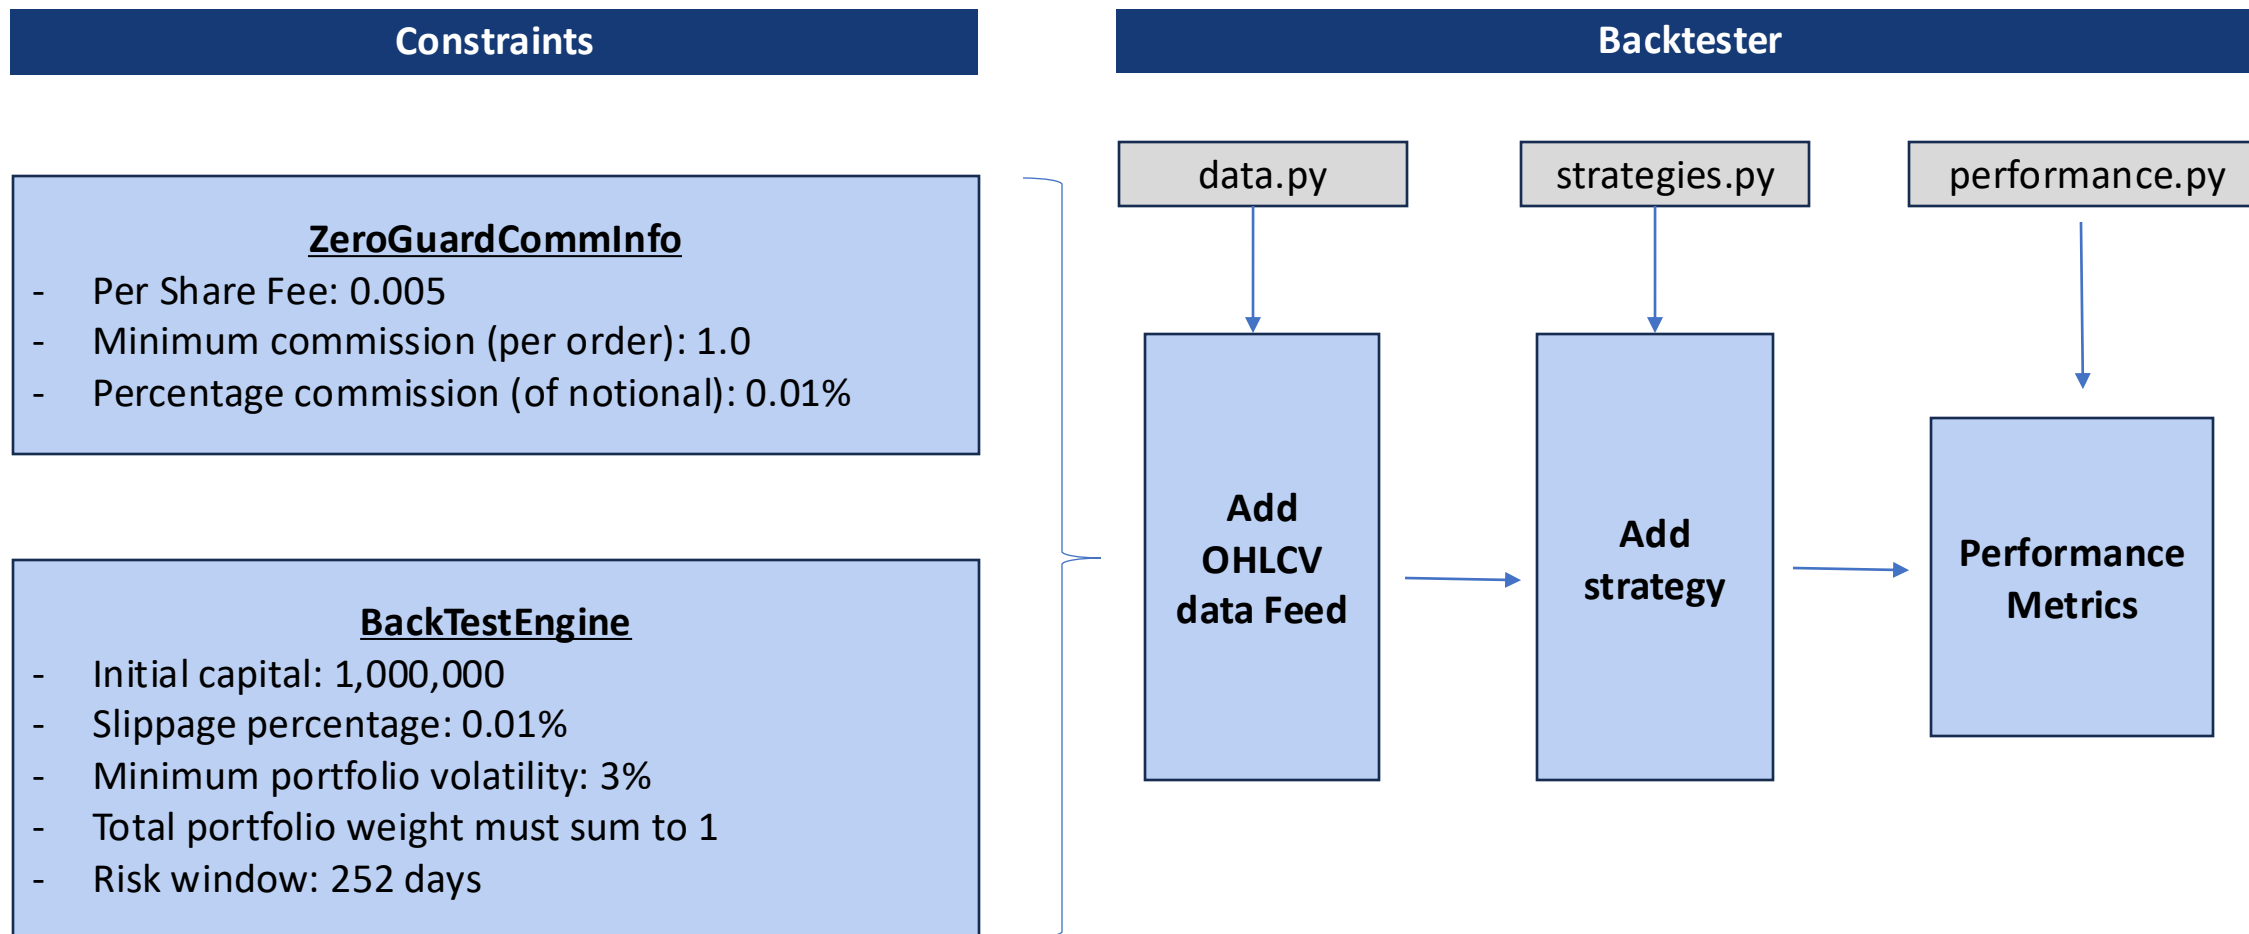 Constraints
ZeroGuardCommInfo
- Per Share Fee: 0.005
- Minimum commission (per order): 1.0
- Percentage commission (of notional): 0.01%
BackTestEngine
- Initial capital: 1,000,000
- Slippage percentage: 0.01%
- Minimum portfolio volatility: 3%
- Total portfolio weight must sum to 1
- Risk window: 252 days
Backtester
data.py
strategies.py
performance.py
Add
OHLCV
data Feed
Add
strategy
Performance
Metrics